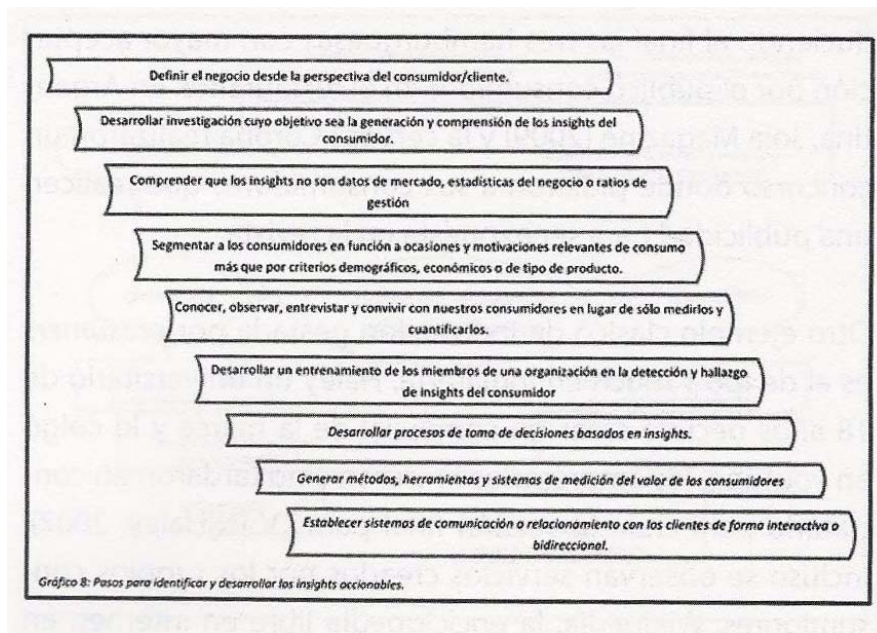 Definir el negocio desde la perspectiva del consumidor/cliente.
Desarrollar investigación cuyo objetivo sea la generación y comprensión de los insights del
consumidor.
Comprender que los insights no son datos de mercado, estadísticas del negocio o ratios de
gestión
Segmentar a los consumidores en función a ocasiones y motivaciones relevantes de consumo
más que por criterios demográficos, económicos o de tipo de producto.
Conocer, observar, entrevistar y convivir con nuestros consumidores en lugar de sólo medirlos y
cuantificarlos.
Desarrollar un entrenamiento de los miembros de una organización en la detección y hallazgo
de insights del consumidor
Desarrollar procesos de toma de decisiones basados en insights.
Generar métodos, herramientas y sistemas de medición del valor de los consumidores
Establecer sistemas de comunicación o relacionamiento con los clientes de forma interactiva o
bidireccional.
Gráfico 8: Pasos para identificar y desarrollar los insights accionables.